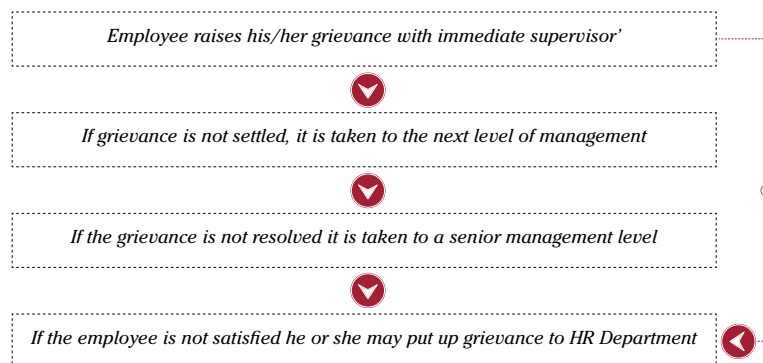 Employee raises his/her grievance with immediate supervisor’
If grievance is not settled, it is taken to the next level of management
If the grievance is not resolved it is taken to a senior management level
If the employee is not satisfied he or she may put up grievance to HR Department